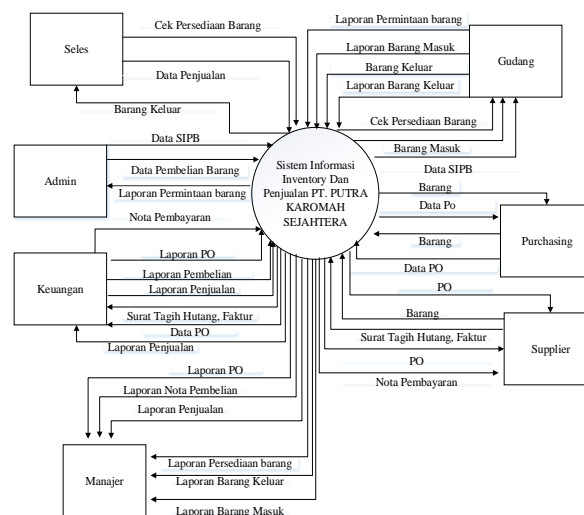 Laporan Permintaan barang
Cek Persediaan Barang
Seles
Laporan Barang Masuk
Gudang
Data Penjualan
Barang Keluar
Laporan Barang Keluar
Barang Keluar
Cek Persediaan Barang
Data SIPB
Barang Masuk
Admin
Data Pembelian Barang
Sistem Informasi
Inventory Dan
Penjualan PT. PUTRA
KAROMAH
SEJAHTERA
Data SIPB
Laporan Permintaan barang
Barang
Nota Pembayaran
Data Po
Purchasing
Laporan PO
Barang
Keuangan
Laporan Pembelian
Data PO
Laporan Penjualan
PO
Surat Tagih Hutang, Faktur
Barang
Supplier
Data PO
Surat Tagih Hutang, Faktur
Laporan Penjualan
PO
Laporan PO
Nota Pembayaran
Laporan Nota Pembelian
Laporan Penjualan
Laporan Persediaan barang
Manajer
Laporan Barang Keluar
Laporan Barang Masuk